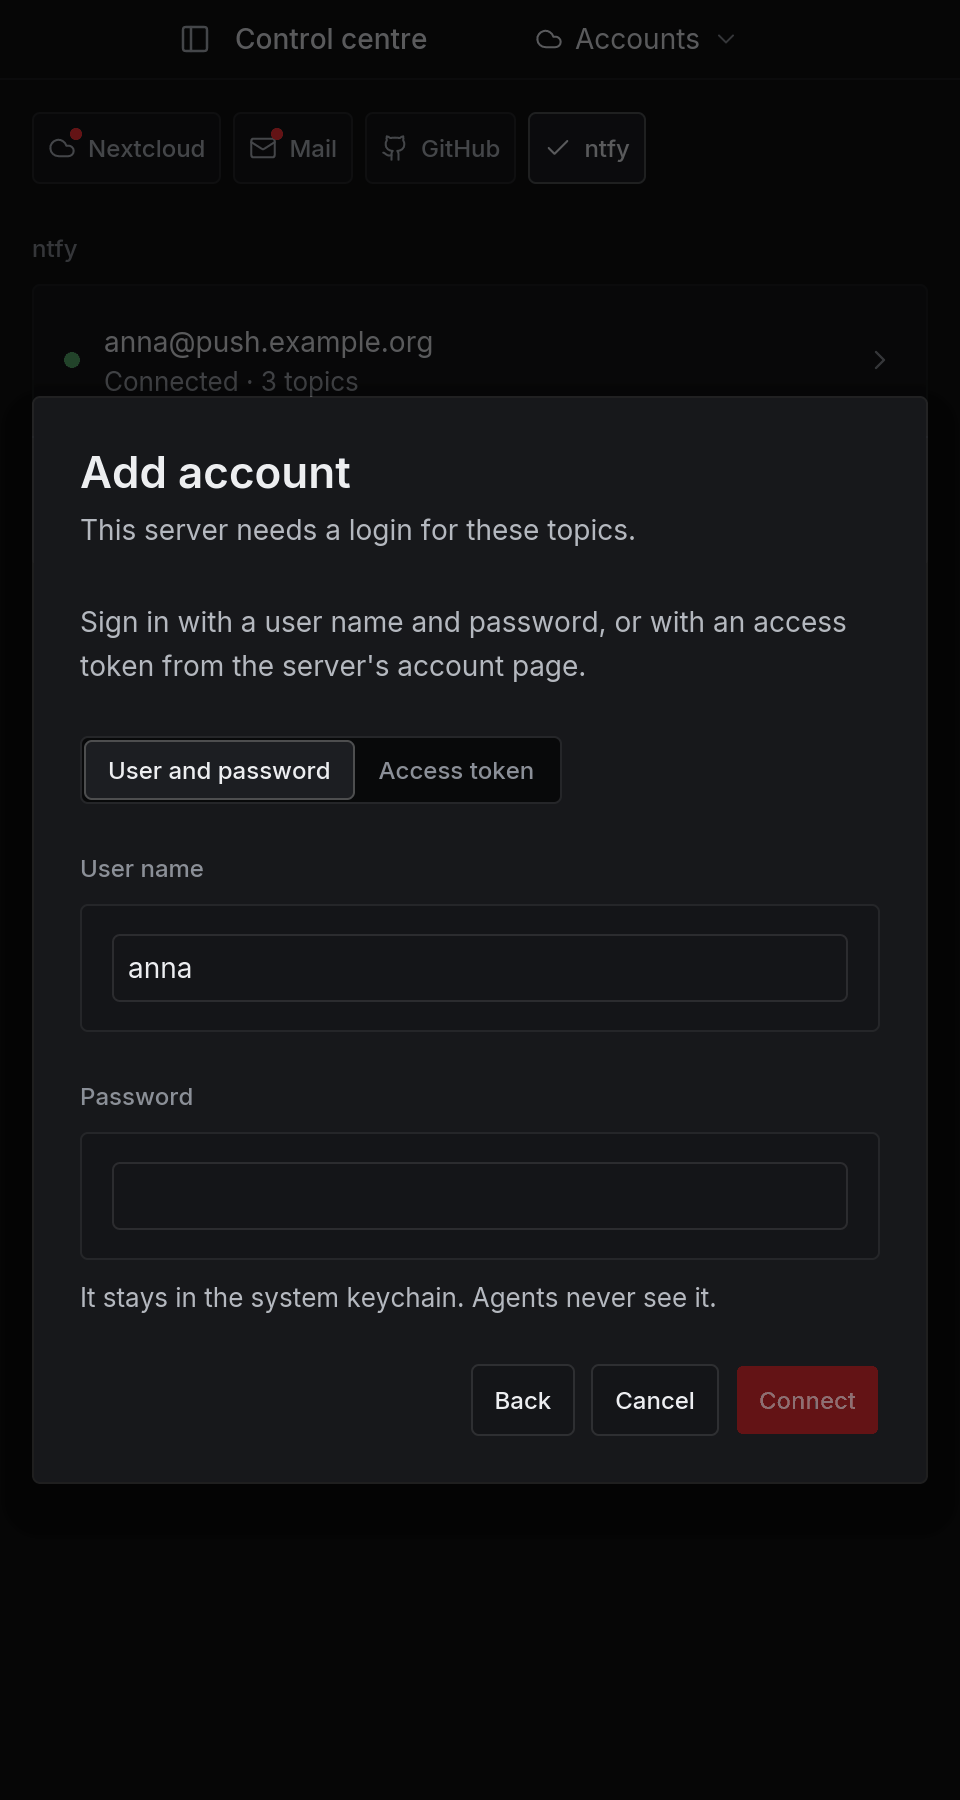 Control centre
Accounts
Nextcloud
Mail
GitHub
ntfy
ntfy
anna@push.example.org
Connected · 3 topics
Add account
This server needs a login for these topics.
Sign in with a user name and password, or with an access
token from the server's account page.
User and password
Access token
User name
anna
Password
It stays in the system keychain. Agents never see it.
Back
Cancel
Connect